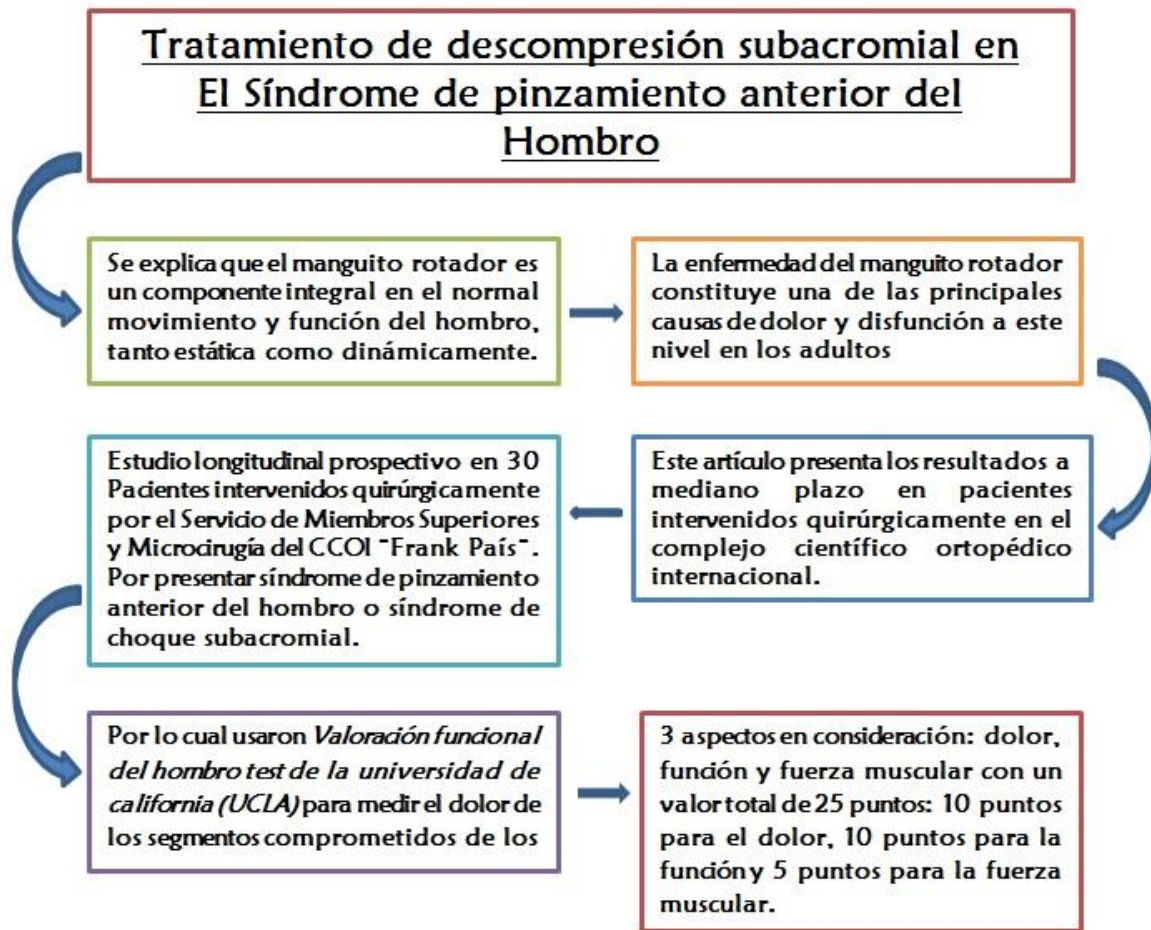 Tratamiento de descompresión subacromial en
El Síndrome de pinzamiento anterior del
Hombro
Se explica que el manguito rotador es
un componente integral en el normal
movimiento y función del hombro,
tanto estática como dinámicamente.
La enfermedad del manguito rotador
constituye una de las principales
causas de dolor y disfunción a este
nivel en los adultos
Este artículo presenta los resultados a
mediano plazo en pacientes
intervenidos quirúrgicamente en el
complejo científico ortopédico
internacional.
Estudio longitudinal prospectivo en 30
Pacientes intervenidos quirúrgicamente
por el Servicio de Miembros Superiores
y Microcirugía del CCOI "Frank País".
Por presentar síndrome de pinzamiento
anterior del hombro o síndrome de
choque subacromial.
Por lo cual usaron Valoración funcional
del hombro test de la universidad de
california (UCLA) para medir el dolor de
los segmentos comprometidos de los
3 aspectos en consideración: dolor,
función y fuerza muscular con un
valor total de 25 puntos: 10 puntos
para el dolor, 10 puntos para la
función y 5 puntos para la fuerza
muscular.